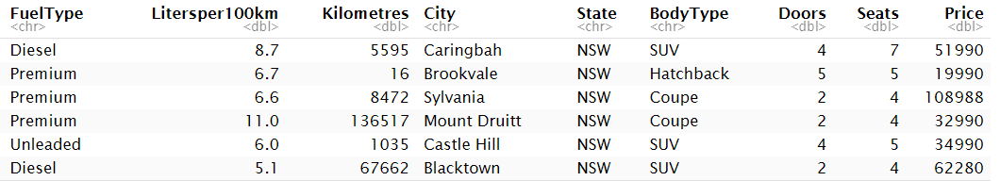 FuelType Litersper100km Kilometres City State BodyType Doors Seats Price
<chr> <dbl> <dbl> <chr> <chr> <chr> <dbl> <dbl> <dbl>
Diesel 8.7 5595 Caringbah NSW SUV 4 7 51990
Premium 6.7 16 Brookvale NSW Hatchback 5 5 19990
Premium 6.6 8472 Sylvania NSW Coupe 2 4 108988
Premium 11.0 136517 Mount Druitt NSW Coupe 2 4 32990
Unleaded 6.0 1035 Castle Hill NSW SUV 4 5 34990
Diesel 5.1 67662 Blacktown NSW SUV 2 4 62280